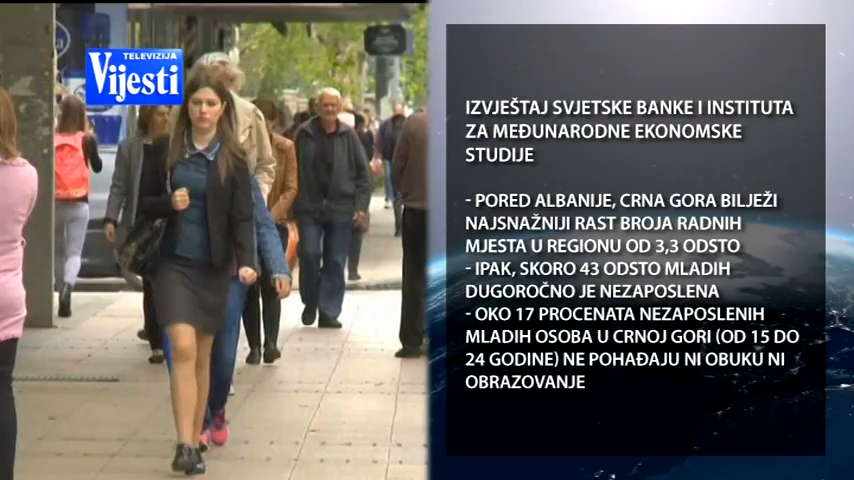 TELEVIZIJA
Vijesti
IZVJEŠTAJ SVJETSKE BANKE I INSTITUTA
ZA MEĐUNARODNE EKONOMSKE
STUDIJE
- PORED ALBANIJE, CRNA GORA BILJEŽI
NAJSNAŽNIJI RAST BROJA RADNIH
MJESTA U REGIONU OD 3,3 ODSTO
- IPAK, SKORO 43 ODSTO MLADIH
DUGOROČNO JE NEZAPOSLENA
- OKO 17 PROCENATA NEZAPOSLENIH
MLADIH OSOBA U CRNOJ GORI (OD 15 DO
24 GODINE) NE POHAĐAJU NI OBUKU NI
OBRAZOVANJE